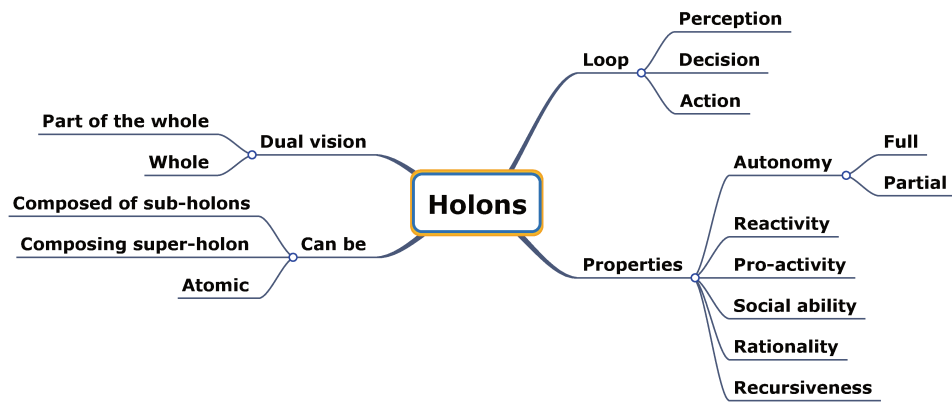 Holons
Loop
Perception
Decision
Action
Properties
Autonomy
Full
Partial
Reactivity
Pro-activity
Social ability
Rationality
Recursiveness
Dual vision
Part of the whole
Whole
Can be
Composed of sub-holons
Composing super-holon
Atomic